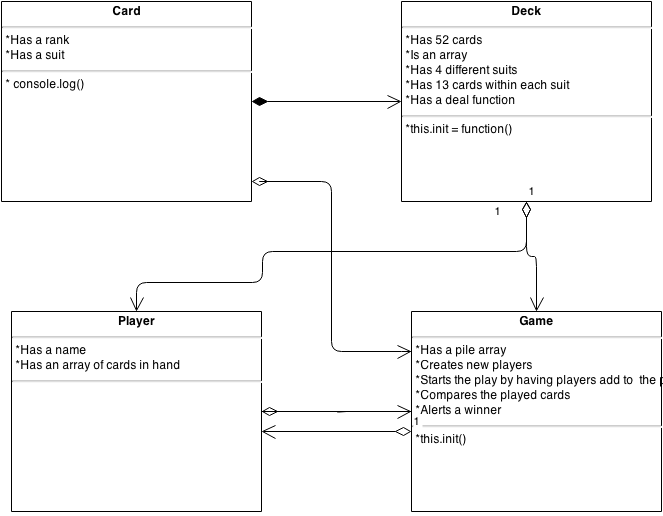 Card
*Has a rank
*Has a suit
* console.log()
Deck
*Has 52 cards
*Is an array
*Has 4 different suits
*Has 13 cards within each suit
*Has a deal function
*this.init = function()
1
1
Player
*Has a name
*Has an array of cards in hand
Game
*Has a pile array
*Creates new players
*Starts the play by having players add to the
*Compares the played cards
*Alerts a winner
1
*this.init()